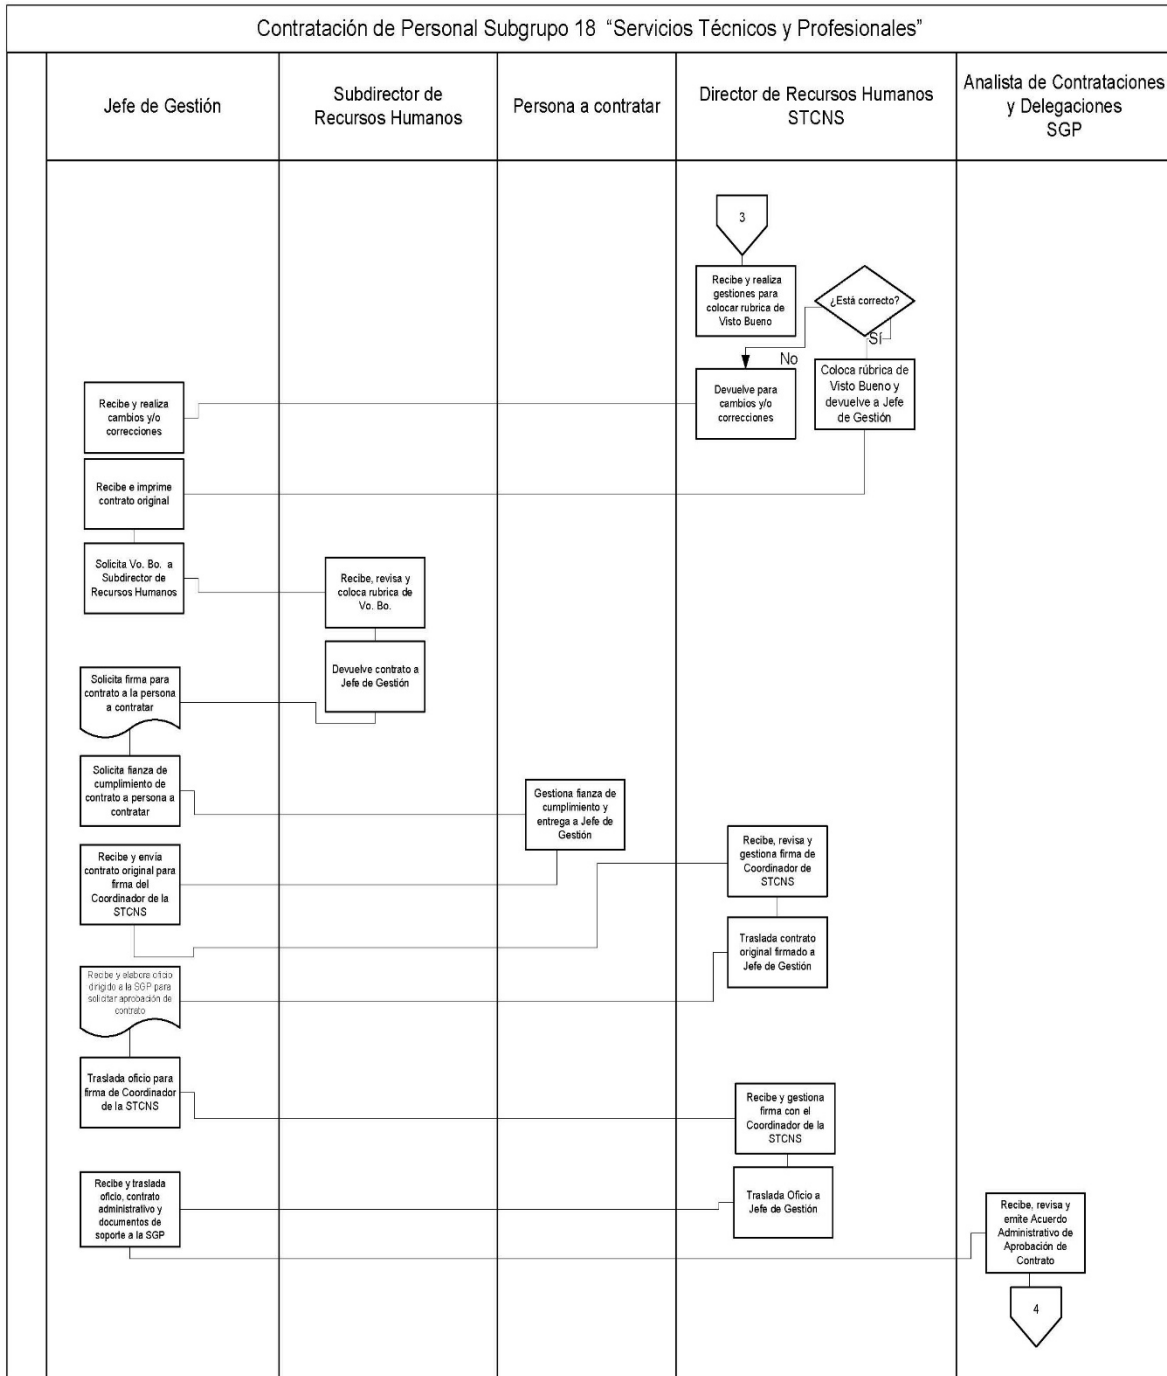 Contratación de Personal Subgrupo 18 “Servicios Técnicos y Profesionales”
Jefe de Gestión
Subdirector de
Recursos Humanos
Persona a contratar
Director de Recursos Humanos
STCNS
Analista de Contrataciones
y Delegaciones
SGP
3
Recibe y realiza
gestiones para
colocar rubrica de
Visto Bueno
¿Está correcto?
Sí
No
Coloca rúbrica de
Visto Bueno y
devuelve a Jefe
de Gestión
Devuelve para
cambios y/o
correcciones
Recibe y realiza
cambios y/o
correcciones
Recibe e imprime
contrato original
Solicita Vo. Bo. a
Subdirector de
Recursos Humanos
Recibe, revisa y
coloca rubrica de
Vo. Bo.
Devuelve contrato a
Jefe de Gestión
Solicita firma para
contrato a la persona
a contratar
Solicita fianza de
cumplimiento de
contrato a persona a
contratar
Gestiona fianza de
cumplimiento y
entrega a Jefe de
Gestión
Recibe y envia
contrato original para
firma del
Coordinador de la
STCNS
Recibe, revisa y
gestiona firma de
Coordinador de
STCNS
Traslada contrato
original firmado a
Jefe de Gestión
Recibe y elabora oficio
dirigido a la SGP para
solicitar aprobación de
contrato
Traslada oficio para
firma de Coordinador
de la STCNS
Recibe y gestiona
firma con el
Coordinador de la
STCNS
Traslada Oficio a
Jefe de Gestión
Recibe y traslada
oficio, contrato
administrativo y
documentos de
soporte a la SGP
Recibe, revisa y
emite Acuerdo
Administrativo de
Aprobación de
Contrato
4